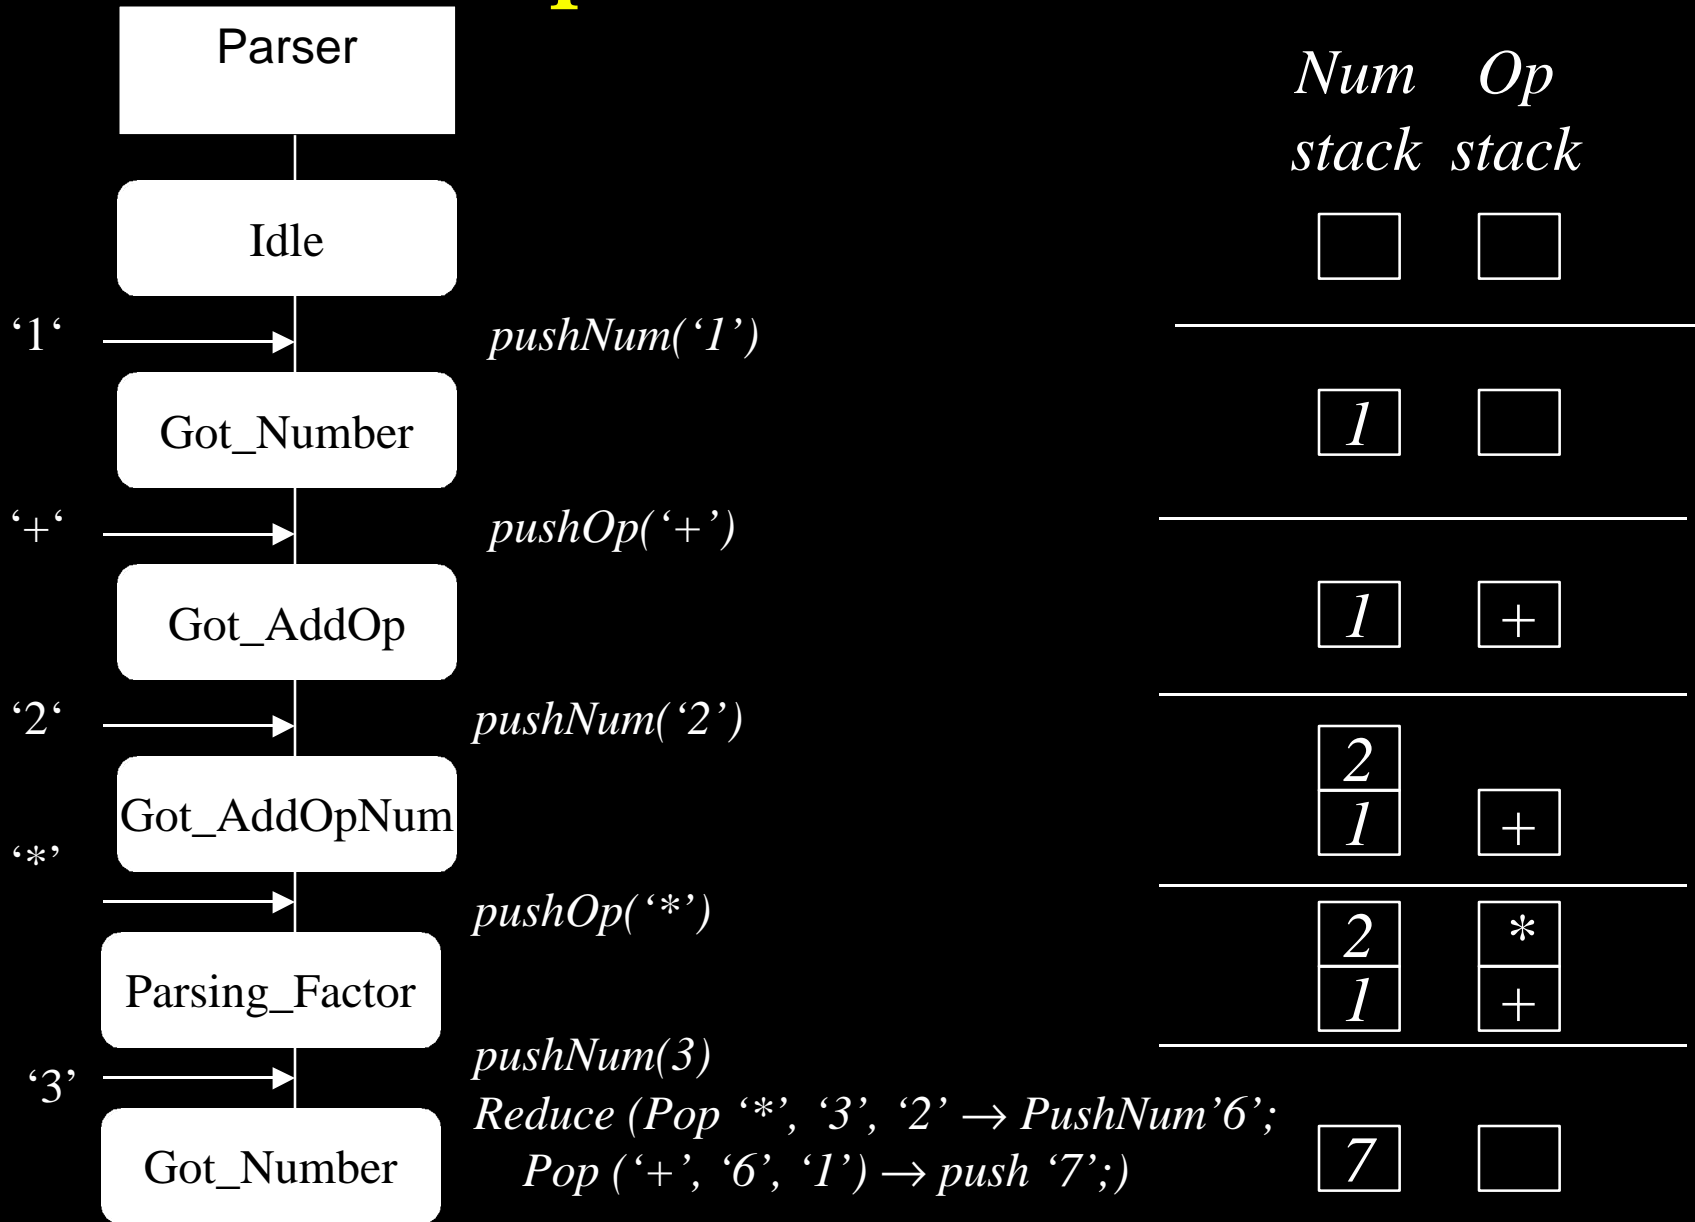 Parser
Num Op
stack stack
Idle
‘1‘ pushNum(‘1’)
Got_Number 1
‘+‘ pushOp(‘+’)
Got_AddOp 1 +
‘2‘ pushNum(‘2’)
2
Got_AddOpNum 1 +
‘*’
pushOp(‘*’) 2 *
Parsing_Factor 1 +
pushNum(3)
‘3’
Reduce (Pop ‘*’, ‘3’, ‘2’ → PushNum'6’;
Got_Number Pop (‘+’, ‘6’, ‘1’) → push ‘7’;) 7